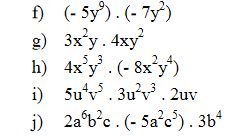 f) (- 5y⁹) . (- 7y²)
g) 3x²y . 4xy²
h) 4x⁵y³ . (- 8x²y⁴)
i) 5u⁴v⁵ . 3u²v³ . 2uv
j) 2a⁶b²c . (- 5a²c⁵) . 3b⁴